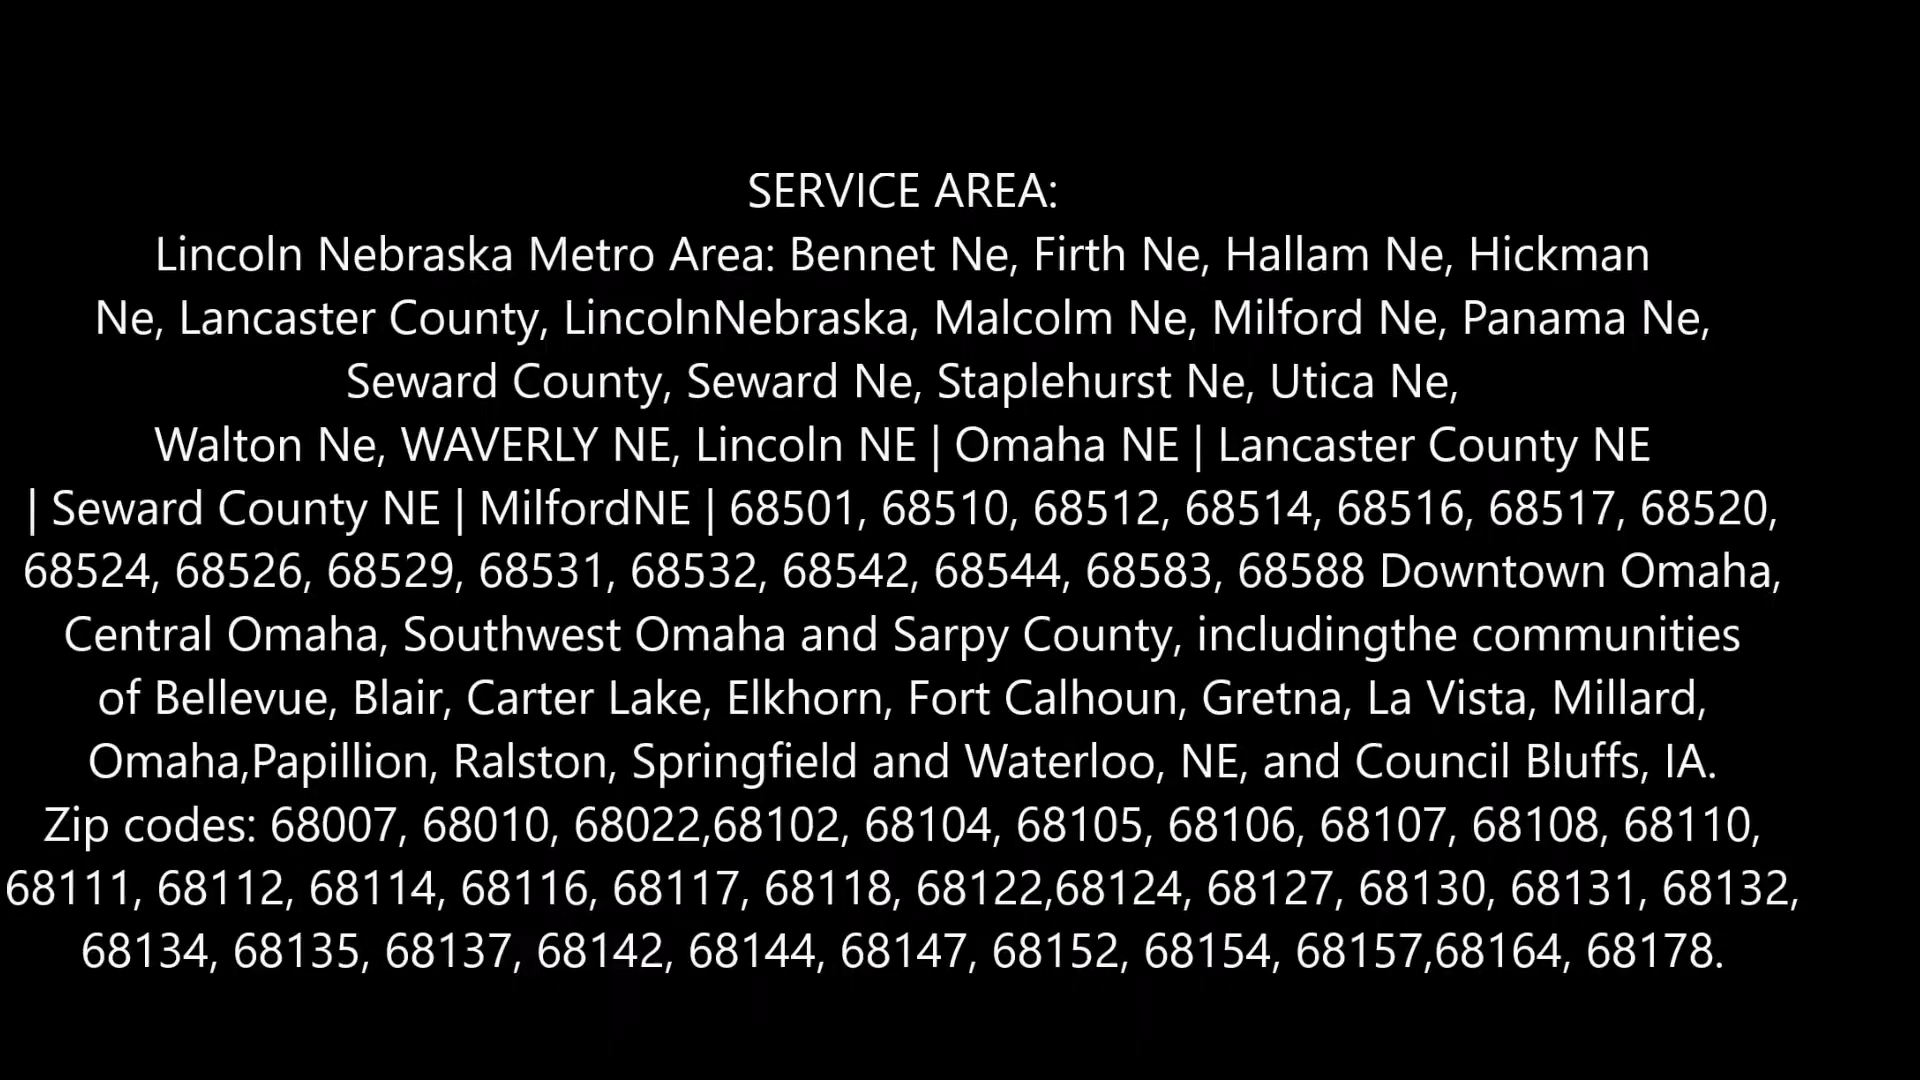 SERVICE AREA:
Lincoln Nebraska Metro Area: Bennet Ne, Firth Ne, Hallam Ne, Hickman
Ne, Lancaster County, LincolnNebraska, Malcolm Ne, Milford Ne, Panama Ne,
Seward County, Seward Ne, Staplehurst Ne, Utica Ne,
Walton Ne, WAVERLY NE, Lincoln NE | Omaha NE | Lancaster County NE
| Seward County NE | MilfordNE | 68501, 68510, 68512, 68514, 68516, 68517, 68520,
68524, 68526, 68529, 68531, 68532, 68542, 68544, 68583, 68588 Downtown Omaha,
Central Omaha, Southwest Omaha and Sarpy County, includingthe communities
of Bellevue, Blair, Carter Lake, Elkhorn, Fort Calhoun, Gretna, La Vista, Millard,
Omaha,Papillion, Ralston, Springfield and Waterloo, NE, and Council Bluffs, IA.
Zip codes: 68007, 68010, 68022,68102, 68104, 68105, 68106, 68107, 68108, 68110,
68111, 68112, 68114, 68116, 68117, 68118, 68122,68124, 68127, 68130, 68131, 68132,
68134, 68135, 68137, 68142, 68144, 68147, 68152, 68154, 68157,68164, 68178.